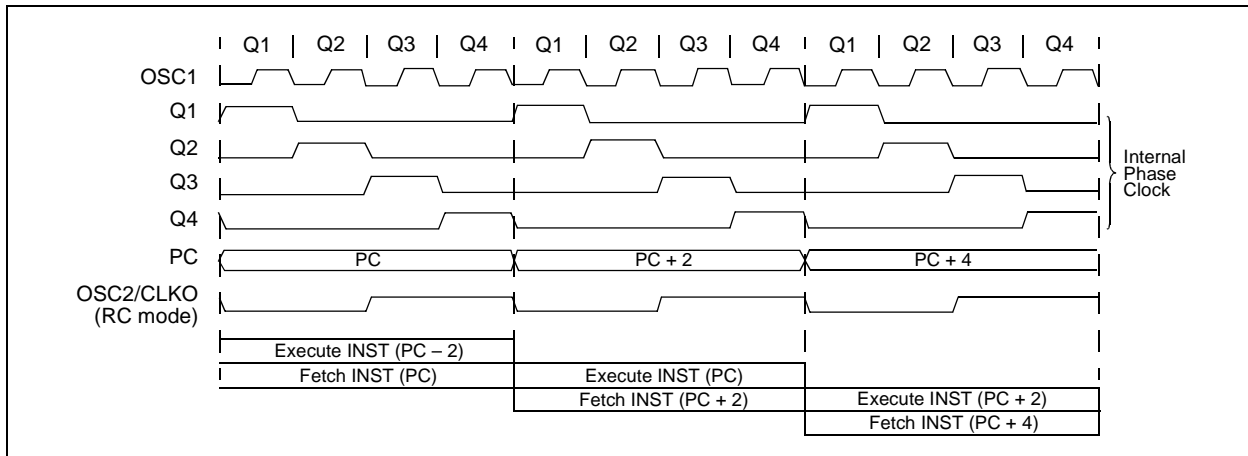 Q1 Q2 Q3 Q4 Q1 Q2 Q3 Q4 Q1 Q2 Q3 Q4
OSC1
Q1
Q2
Q3
Q4
Internal
Phase
Clock
PC PC PC + 2 PC + 4
OSC2/CLKO
(RC mode)
Execute INST (PC – 2)
Fetch INST (PC) Execute INST (PC)
Fetch INST (PC + 2) Execute INST (PC + 2)
Fetch INST (PC + 4)